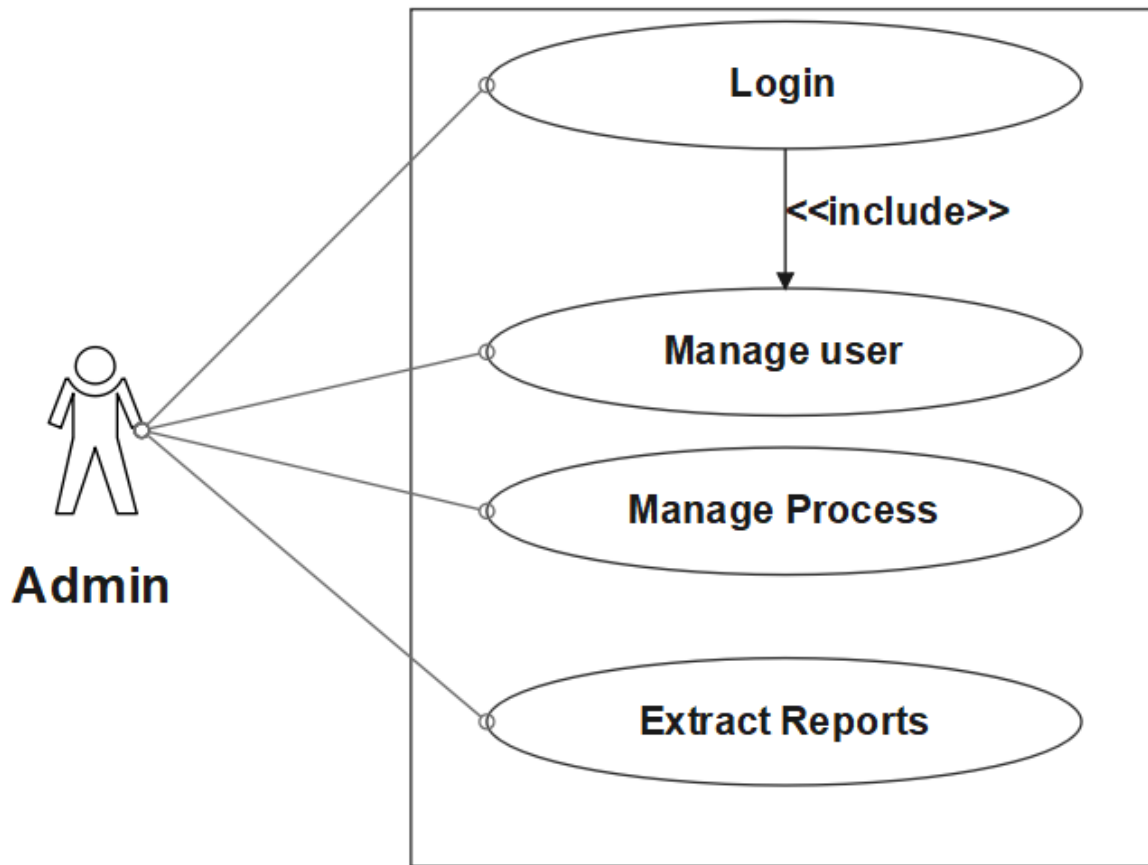 Login
<<include>>
Manage user
Manage Process
Admin
Extract Reports